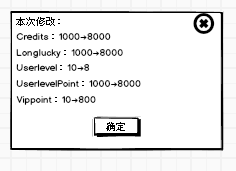 本次修改：
Credits：1000→8000
Longlucky：1000→8000
Userlevel：10→8
UserlevelPoint：1000→8000
Vippoint：10→800
确定